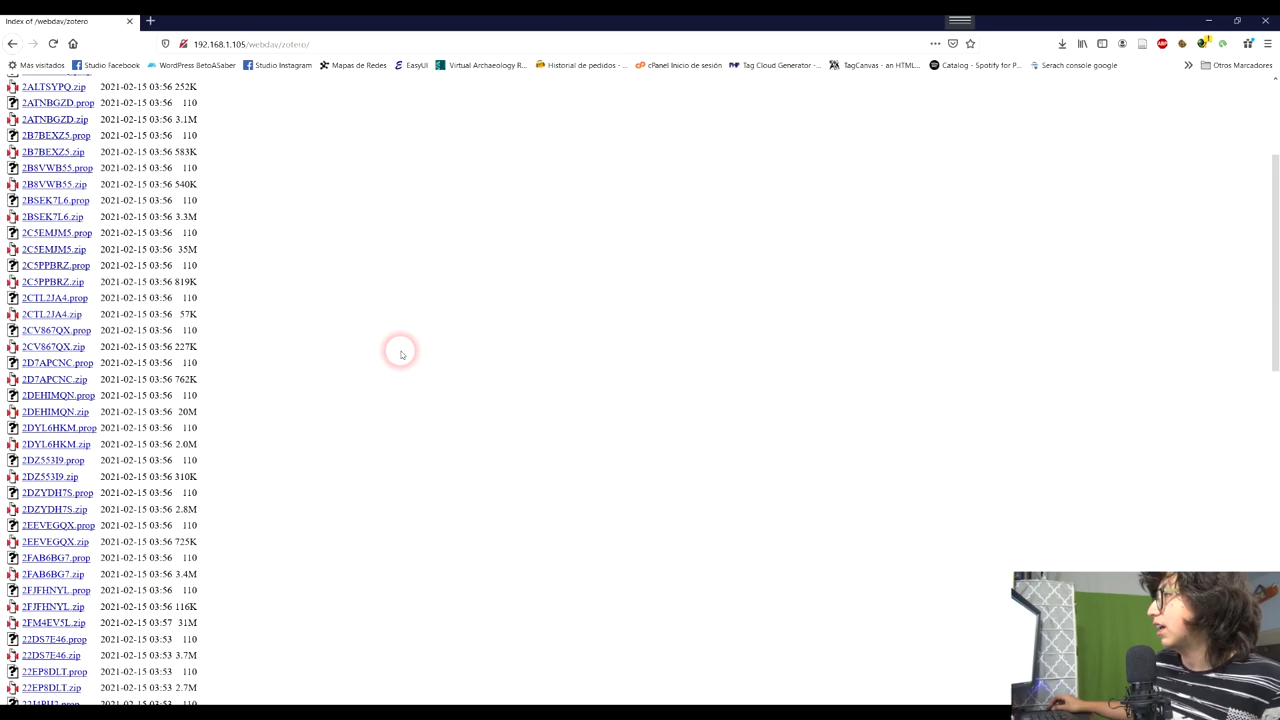 Index of /webdav/zotero
192.168.1.105/webdav/zotero/
Más visitados Studio Facebook WordPress BetoASaber Studio Instagram Mapas de Redes EasyUI Virtual Archaeology R... Historial de pedidos - ... cPanel Inicio de sesión Tag Cloud Generator -... TagCanvas - an HTML... Catalog - Spotify for P... Serach console google Otros Marcadores
2ALTSYPQ.zip 2021-02-15 03:56 252K
2ATNBGZD.prop 2021-02-15 03:56 110
2ATNBGZD.zip 2021-02-15 03:56 3.1M
2B7BEXZ5.prop 2021-02-15 03:56 110
2B7BEXZ5.zip 2021-02-15 03:56 583K
2B8VWB55.prop 2021-02-15 03:56 110
2B8VWB55.zip 2021-02-15 03:56 540K
2BSEK7L6.prop 2021-02-15 03:56 110
2BSEK7L6.zip 2021-02-15 03:56 3.3M
2C5EMJM5.prop 2021-02-15 03:56 110
2C5EMJM5.zip 2021-02-15 03:56 35M
2C5PPBRZ.prop 2021-02-15 03:56 110
2C5PPBRZ.zip 2021-02-15 03:56 819K
2CTL2JA4.prop 2021-02-15 03:56 110
2CTL2JA4.zip 2021-02-15 03:56 57K
2CV867QX.prop 2021-02-15 03:56 110
2CV867QX.zip 2021-02-15 03:56 227K
2D7APCNC.prop 2021-02-15 03:56 110
2D7APCNC.zip 2021-02-15 03:56 762K
2DEHIMQN.prop 2021-02-15 03:56 110
2DEHIMQN.zip 2021-02-15 03:56 20M
2DYL6HKM.prop 2021-02-15 03:56 110
2DYL6HKM.zip 2021-02-15 03:56 2.0M
2DZ553I9.prop 2021-02-15 03:56 110
2DZ553I9.zip 2021-02-15 03:56 310K
2DZYDH7S.prop 2021-02-15 03:56 110
2DZYDH7S.zip 2021-02-15 03:56 2.8M
2EEVEGQX.prop 2021-02-15 03:56 110
2EEVEGQX.zip 2021-02-15 03:56 725K
2FAB6BG7.prop 2021-02-15 03:56 110
2FAB6BG7.zip 2021-02-15 03:56 3.4M
2FJFHNYL.prop 2021-02-15 03:56 110
2FJFHNYL.zip 2021-02-15 03:56 116K
2FM4EV5L.zip 2021-02-15 03:57 31M
22DS7E46.prop 2021-02-15 03:53 110
22DS7E46.zip 2021-02-15 03:53 3.7M
22EP8DLT.prop 2021-02-15 03:53 110
22EP8DLT.zip 2021-02-15 03:53 2.7M
2021-02-15 03:53 110